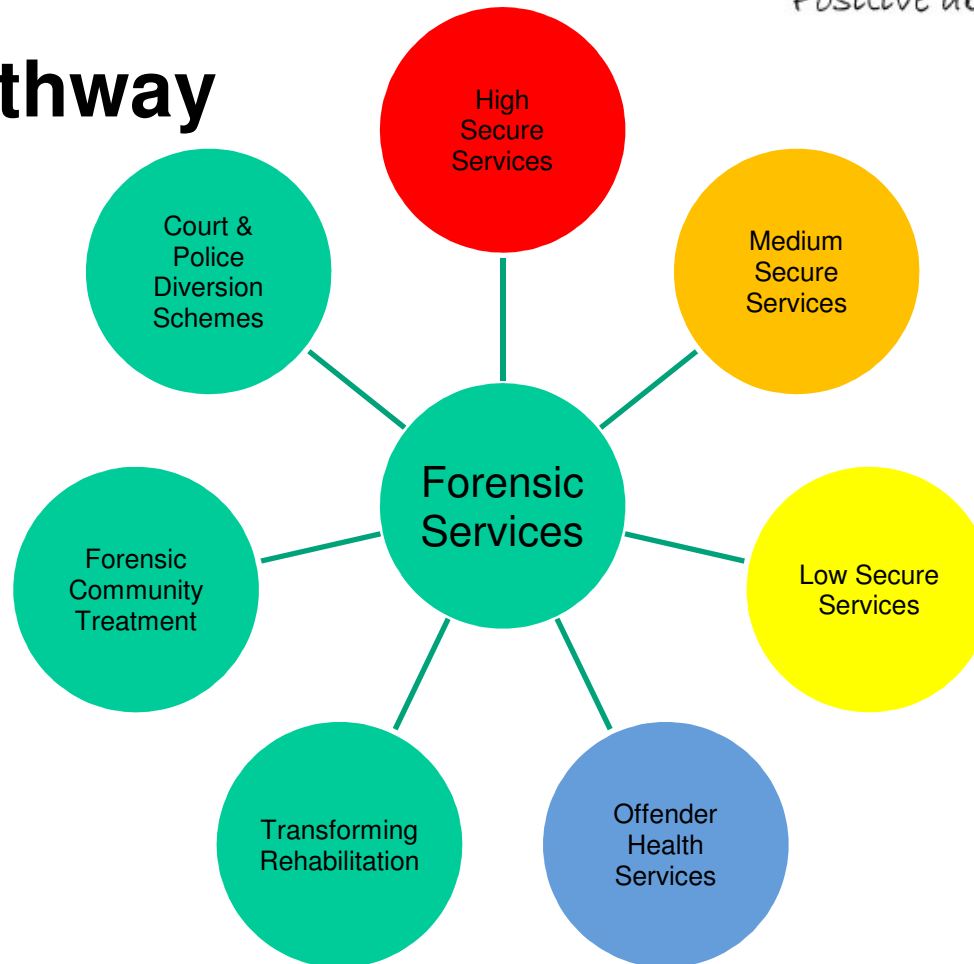 Positive
thway
High
Secure
Services
Medium
Secure
Services
Low Secure
Services
Offender
Health
Services
Transforming
Rehabilitation
Forensic
Community
Treatment
Court &
Police
Diversion
Schemes
Forensic
Services